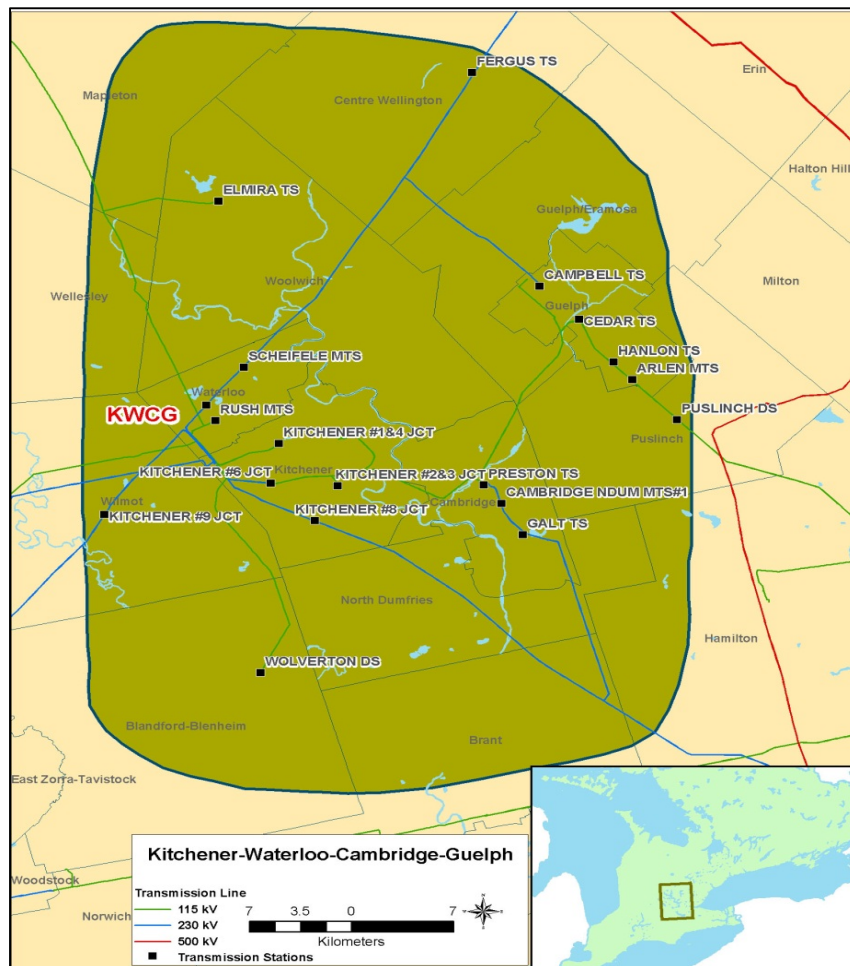 FERGUS TS
Erin
Mapleton
Centre Wellington
Halton Hill
ELMIRA TS
Guelph/Eramosa
CAMPBELL TS
Woolwich
Milton
Wellesley
Guelph
CEDAR TS
HANLON TS
SCHEIFELE MTS
ARLEN MTS
Waterloo
KWCG
RUSH MTS
PUSLINCH DS
Puslinch
KITCHENER #1&4 JCT
KITCHENER #6 JCT
Kitchener
KITCHENER #2&3 JCT
PRESTON TS
Wilmot
Cambridge
CAMBRIDGE NDUM MTS#1
KITCHENER #9 JCT
KITCHENER #8 JCT
GALT TS
North Dumfries
Hamilton
WOLVERTON DS
Blandford-Blenheim
Brant
East Zorra-Tavistock
Kitchener-Waterloo-Cambridge-Guelph
Woodstock
Transmission Line
115 kV
230 kV
500 kV
7 3.5 0 7
Kilometers
N
Norwich
Transmission Stations